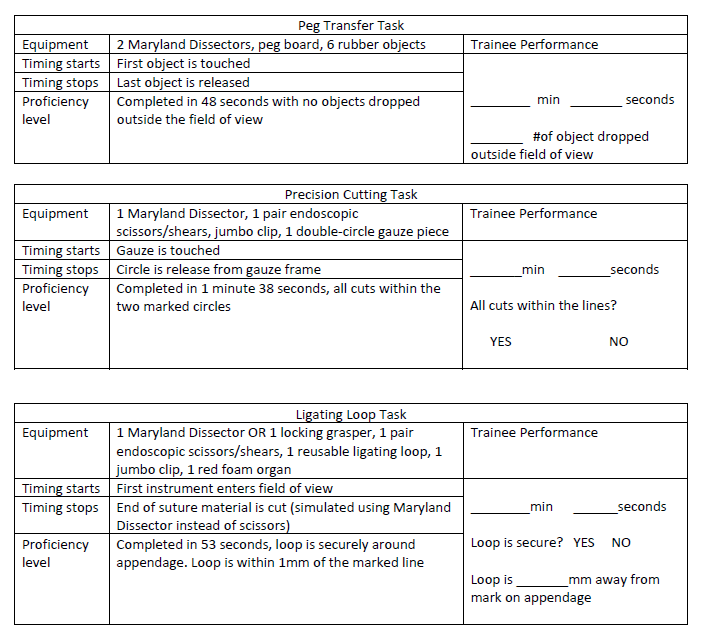 Peg Transfer Task
Equipment 2 Maryland Dissectors, peg board, 6 rubber objects Trainee Performance
Timing starts First object is touched
Timing stops Last object is released
Proficiency level Completed in 48 seconds with no objects dropped
outside the field of view
_________ min ________ seconds
________ #of object dropped
outside field of view
Precision Cutting Task
Equipment 1 Maryland Dissector, 1 pair endoscopic
scissors/shears, jumbo clip, 1 double-circle gauze piece
Trainee Performance
Timing starts Gauze is touched
Timing stops Circle is release from gauze frame
Proficiency level Completed in 1 minute 38 seconds, all cuts within the
two marked circles
________min ________seconds
All cuts within the lines?
YES NO
Ligating Loop Task
Equipment 1 Maryland Dissector OR 1 locking grasper, 1 pair
endoscopic scissors/shears, 1 reusable ligating loop, 1
jumbo clip, 1 red foam organ
Trainee Performance
Timing starts First instrument enters field of view
Timing stops End of suture material is cut (simulated using Maryland
Dissector instead of scissors)
Proficiency level Completed in 53 seconds, loop is securely around
appendage. Loop is within 1mm of the marked line
_________min _______seconds
Loop is secure? YES NO
Loop is ________mm away from
mark on appendage